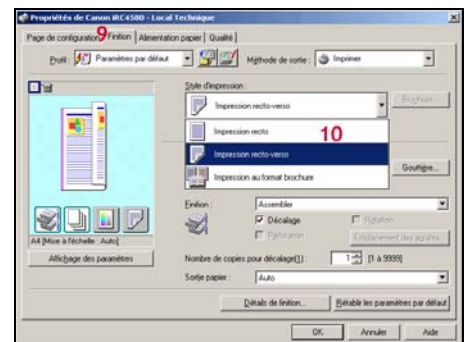 Propriétés de Canon iRC4580 - Local Technique
Page de configuration 9 Finition Alimentation papier Qualité
Profil : Paramètres par défaut Méthode de sortie : Imprimer
Style d'impression :
Impression recto-verso Brochure...
Impression recto 10
Impression recto-verso
Impression au format brochure
Gouttière...
Finition : Assembler
Décalage Rotation
Perforation Emplacement des agrafes...
A4 [Mise à l'échelle : Auto]
Affichage des paramètres Nombre de copies pour décalage(1) : 1 [1 à 9999]
Sortie papier : Auto
Détails de finition... Rétablir les paramètres par défaut
OK Annuler Aide